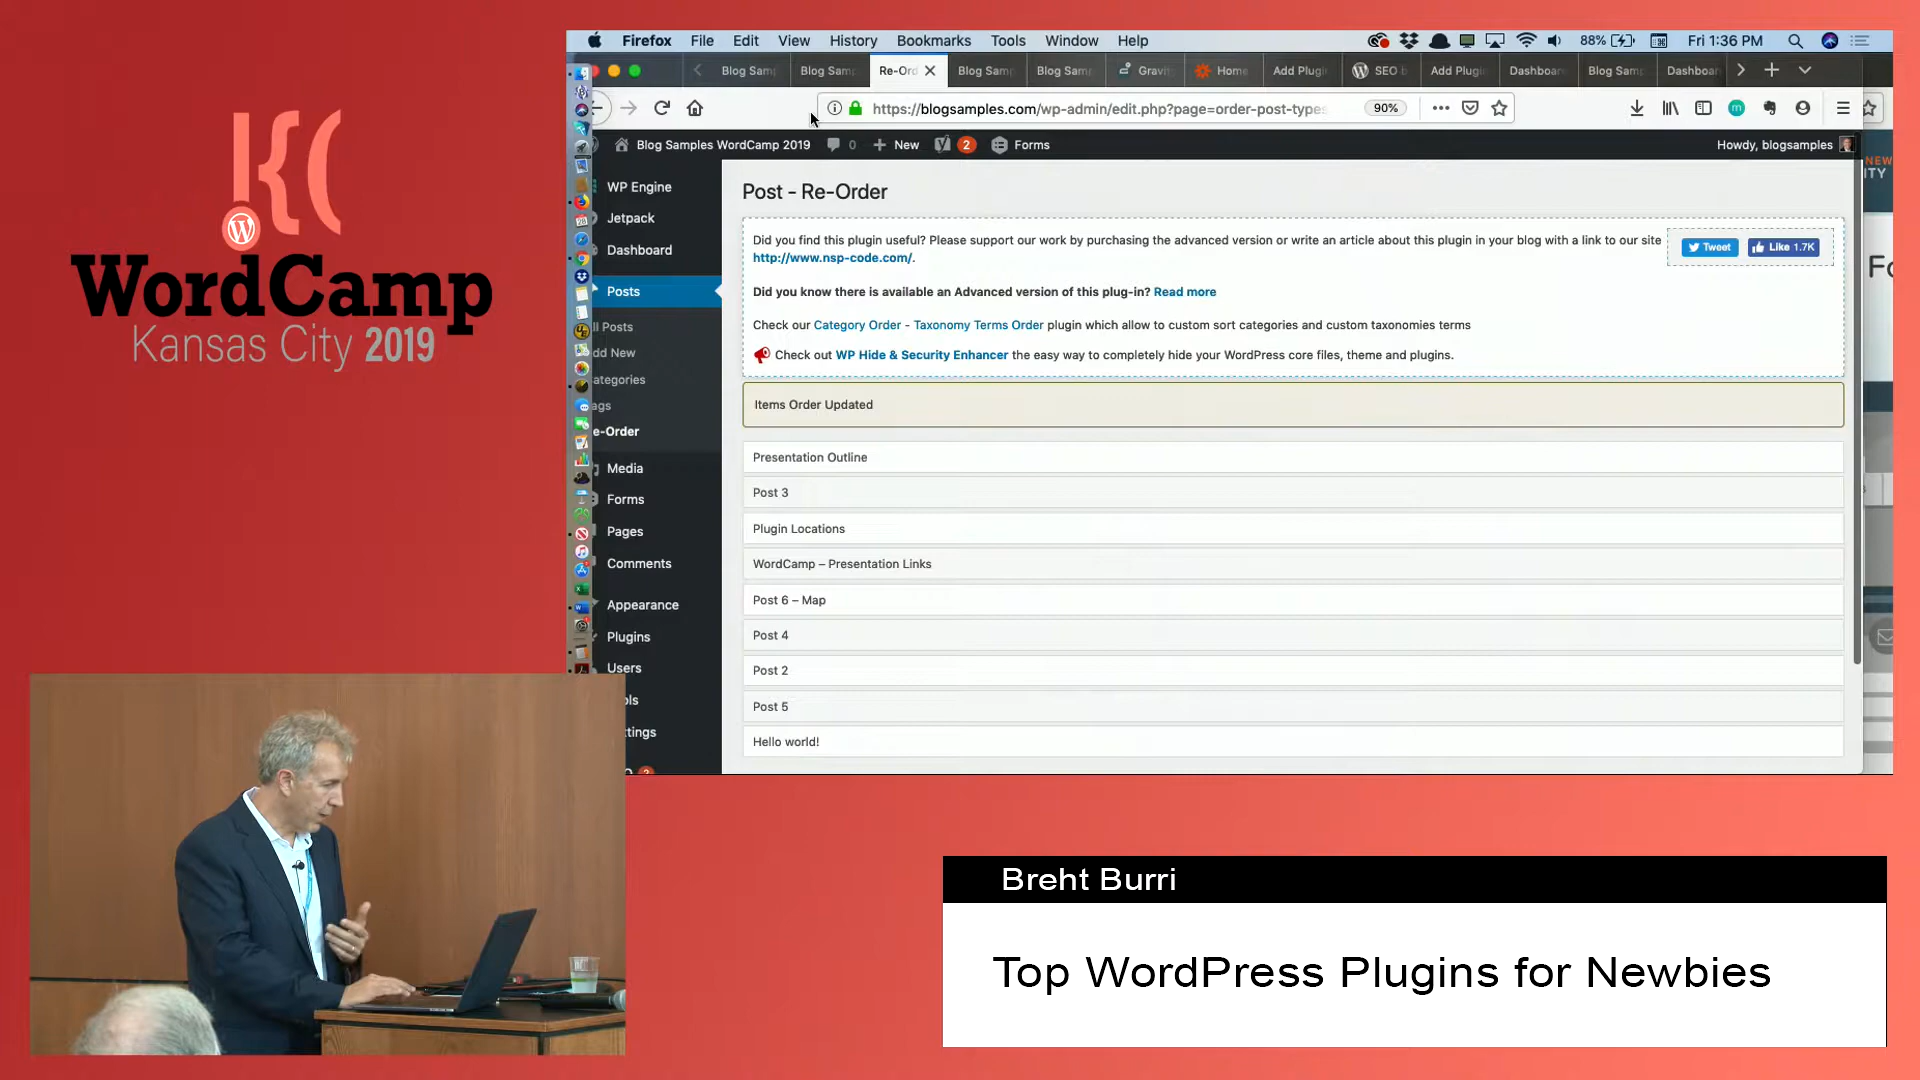 WordCamp
Kansas City 2019
Firefox File Edit View History Bookmarks Tools Window Help
88% Fri 1:36 PM
Blog Sam Blog Sam Re-Ord Blog Sam Blog Sam Gravit Home Add Plugi SEO b Add Plugi Dashboar Blog Sam Dashboar
https://blogsamples.com/wp-admin/edit.php?page=order-post-types 90%
Blog Samples WordCamp 2019 0 New 2 Forms Howdy, blogsamples
WP Engine
Jetpack
Dashboard
Posts
ll Posts
dd New
ategories
ags
e-Order
Media
Forms
Pages
Comments
Appearance
Plugins
Users
ols
ttings
Post - Re-Order
Did you find this plugin useful? Please support our work by purchasing the advanced version or write an article about this plugin in your blog with a link to our site
http://www.nsp-code.com/.
Tweet Like 1.7K
Did you know there is available an Advanced version of this plug-in? Read more
Check our Category Order - Taxonomy Terms Order plugin which allow to custom sort categories and custom taxonomies terms
Check out WP Hide & Security Enhancer the easy way to completely hide your WordPress core files, theme and plugins.
Items Order Updated
Presentation Outline
Post 3
Plugin Locations
WordCamp – Presentation Links
Post 6 – Map
Post 4
Post 2
Post 5
Hello world!
NEW
ITY
Fo
Breht Burri
Top WordPress Plugins for Newbies